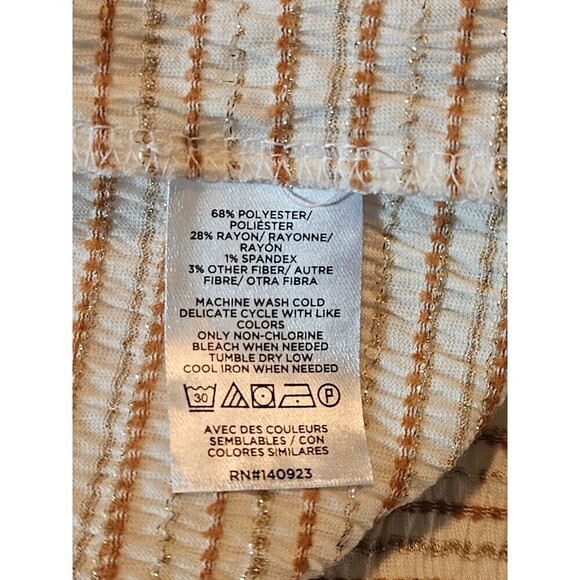 68% POLYESTER/
POLIÉSTER
28% RAYON/ RAYONNE/
RAYÓN
1% SPANDEX
3% OTHER FIBER/ AUTRE
FIBRE/ OTRA FIBRA
MACHINE WASH COLD
DELICATE CYCLE WITH LIKE
COLORS
ONLY NON-CHLORINE
BLEACH WHEN NEEDED
TUMBLE DRY LOW
COOL IRON WHEN NEEDED
30 P
AVEC DES COULEURS
SEMBLABLES / CON
COLORES SIMILARES
RN#140923